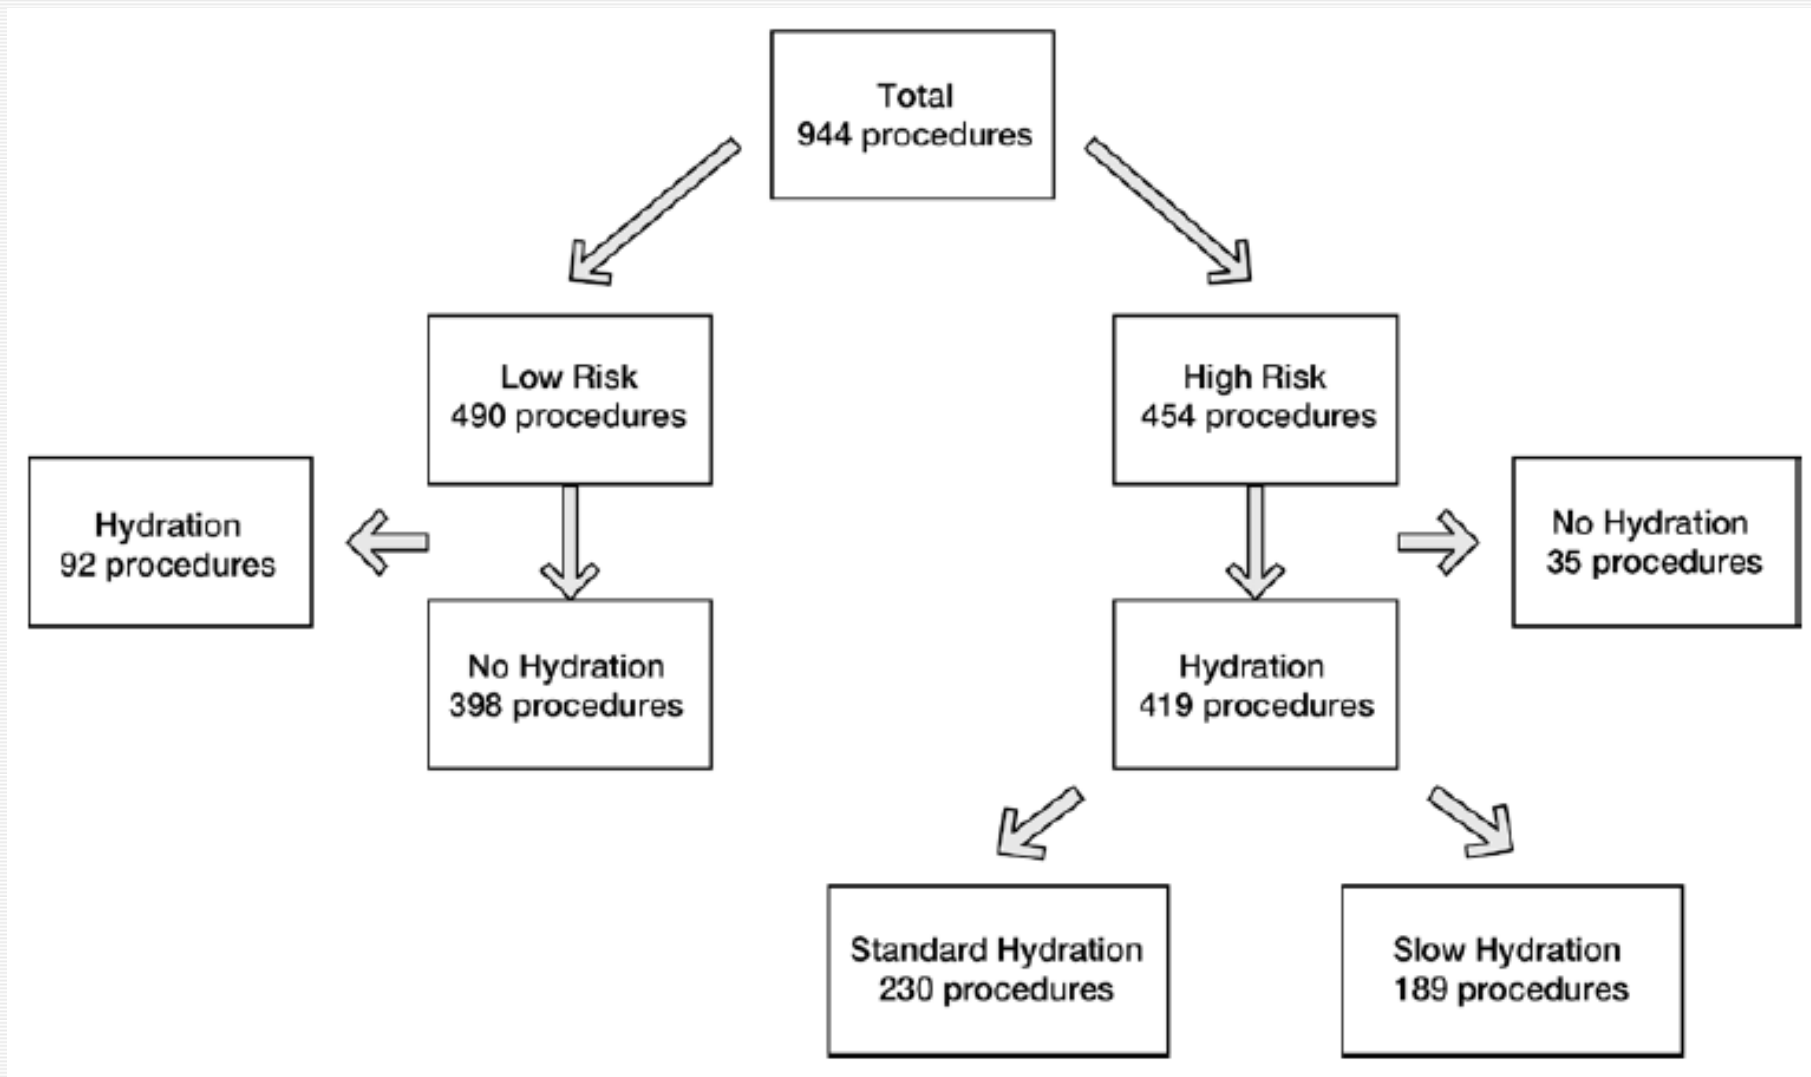 Total
944 procedures
Low Risk
490 procedures
High Risk
454 procedures
Hydration
92 procedures
No Hydration
35 procedures
No Hydration
398 procedures
Hydration
419 procedures
Standard Hydration
230 procedures
Slow Hydration
189 procedures